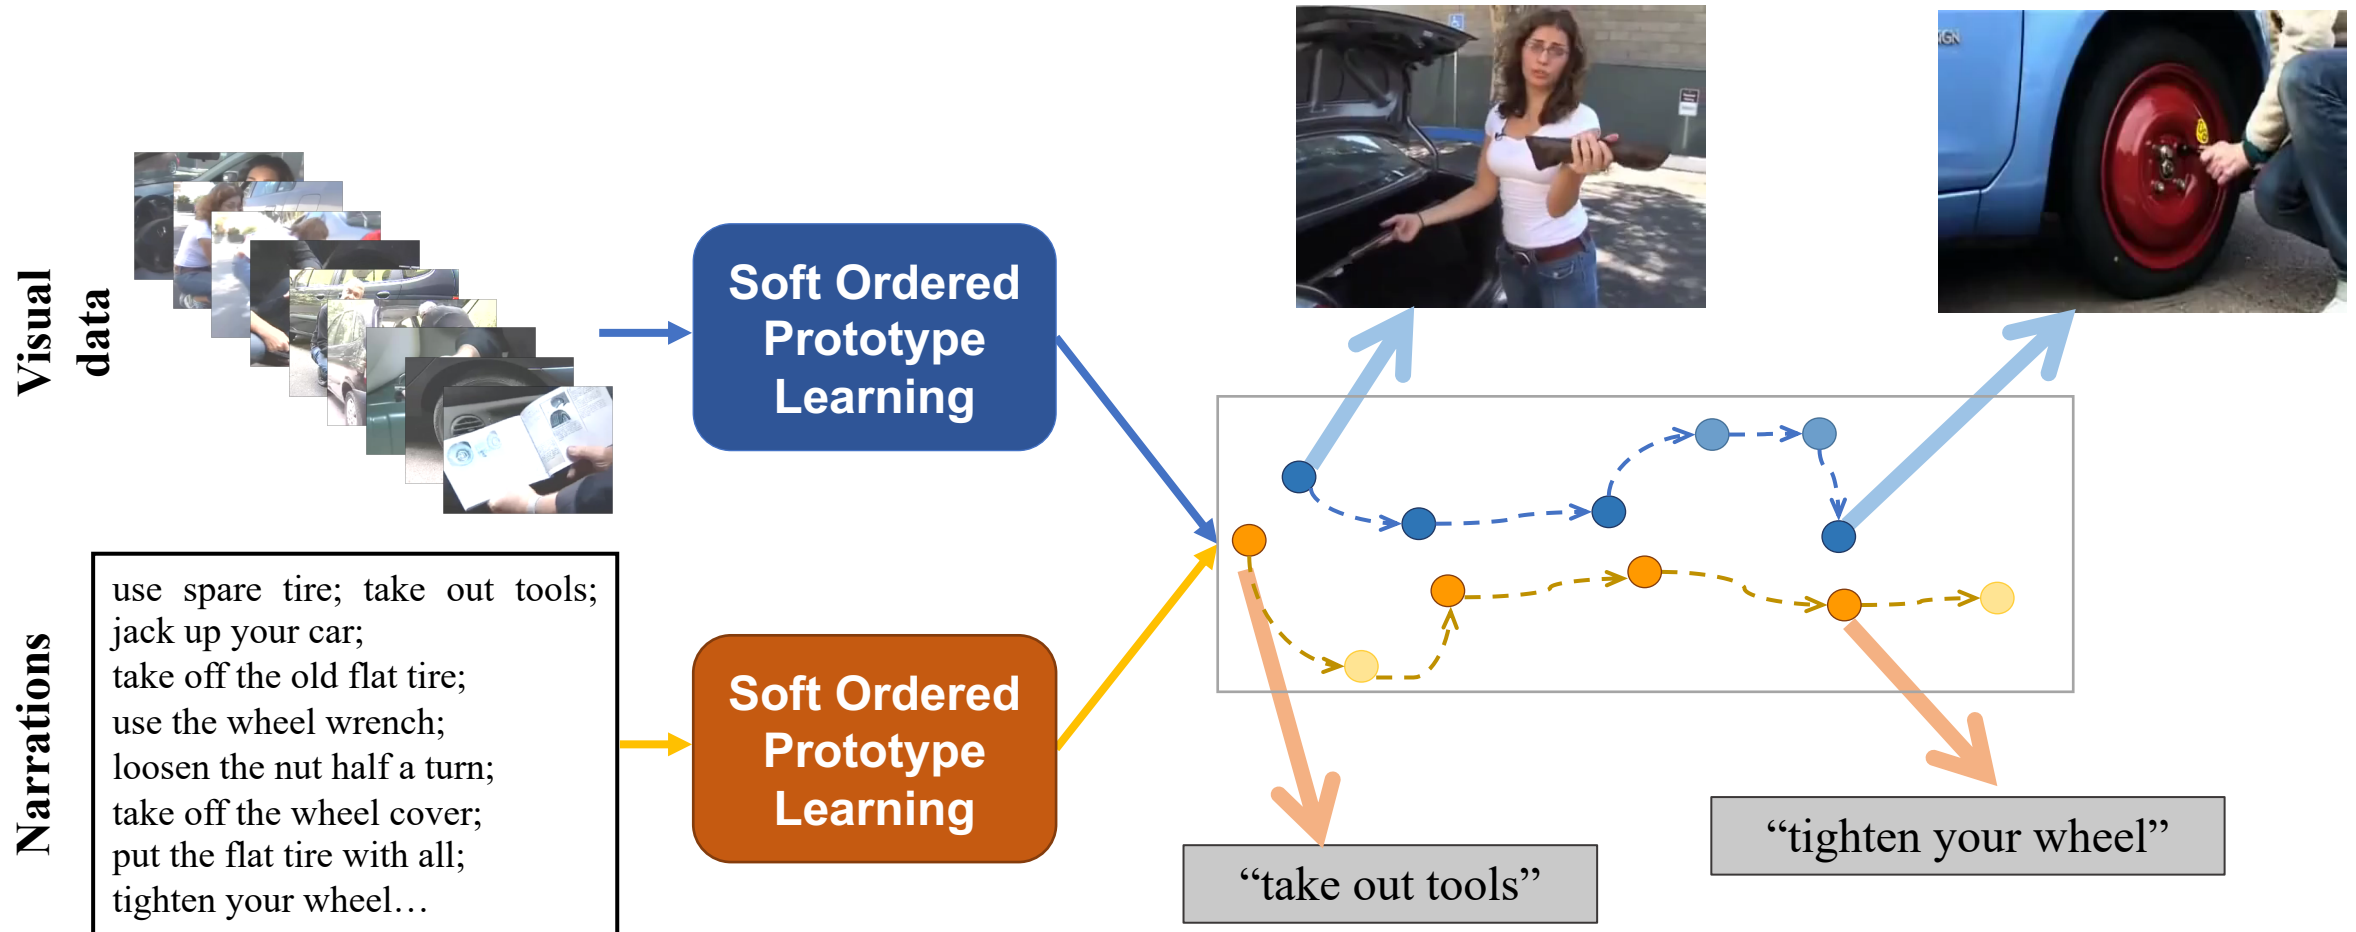 Visual
data
Soft Ordered
Prototype
Learning
Narrations
use spare tire; take out tools;
jack up your car;
take off the old flat tire;
use the wheel wrench;
loosen the nut half a turn;
take off the wheel cover;
put the flat tire with all;
tighten your wheel…
Soft Ordered
Prototype
Learning
“take out tools”
“tighten your wheel”